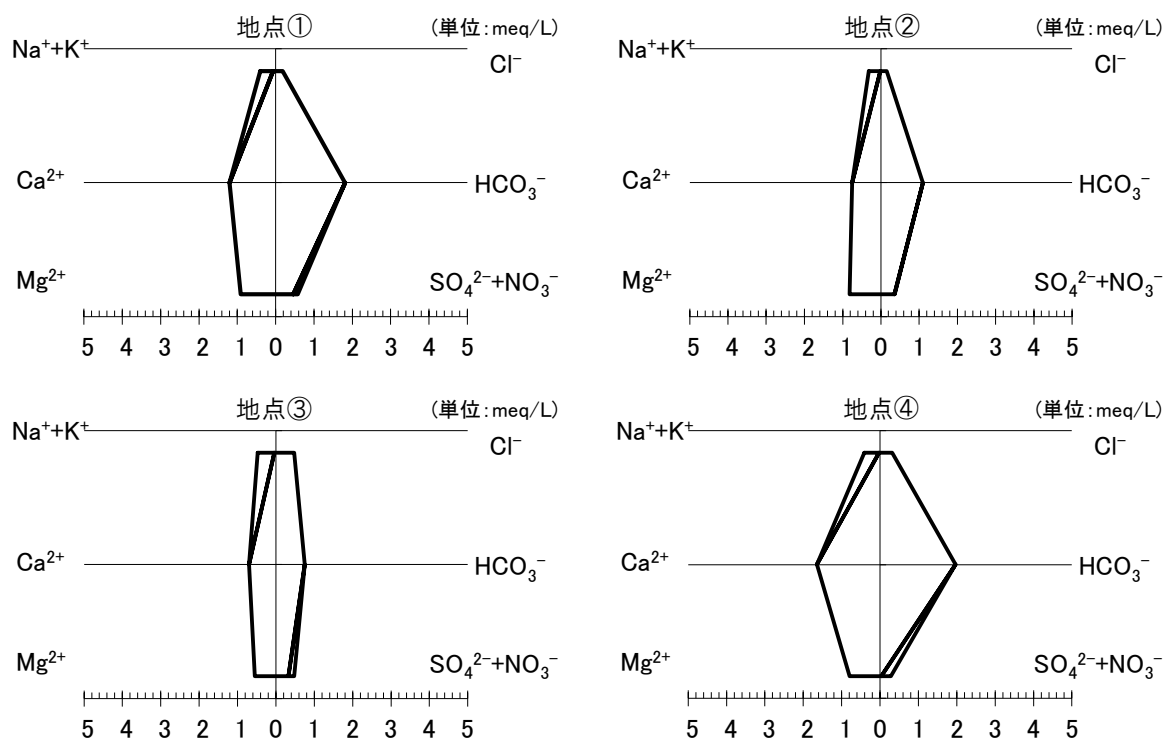 地点① (単位:meq/L)
Na⁺+K⁺
Cl⁻
Ca²⁺
HCO₃⁻
Mg²⁺
SO₄²⁻+NO₃⁻
5 4 3 2 1 0 1 2 3 4 5
地点② (単位:meq/L)
Na⁺+K⁺
Cl⁻
Ca²⁺
HCO₃⁻
Mg²⁺
SO₄²⁻+NO₃⁻
5 4 3 2 1 0 1 2 3 4 5
地点③ (単位:meq/L)
Na⁺+K⁺
Cl⁻
Ca²⁺
HCO₃⁻
Mg²⁺
SO₄²⁻+NO₃⁻
5 4 3 2 1 0 1 2 3 4 5
地点④ (単位:meq/L)
Na⁺+K⁺
Cl⁻
Ca²⁺
HCO₃⁻
Mg²⁺
SO₄²⁻+NO₃⁻
5 4 3 2 1 0 1 2 3 4 5